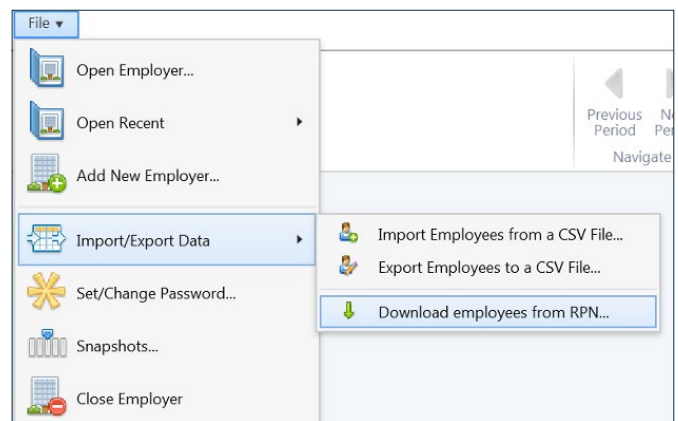 File ▾
Open Employer...
Open Recent
Add New Employer...
Import/Export Data
Set/Change Password...
Snapshots...
Close Employer
Import Employees from a CSV File...
Export Employees to a CSV File...
Download employees from RPN...
Previous
Period
Navigate